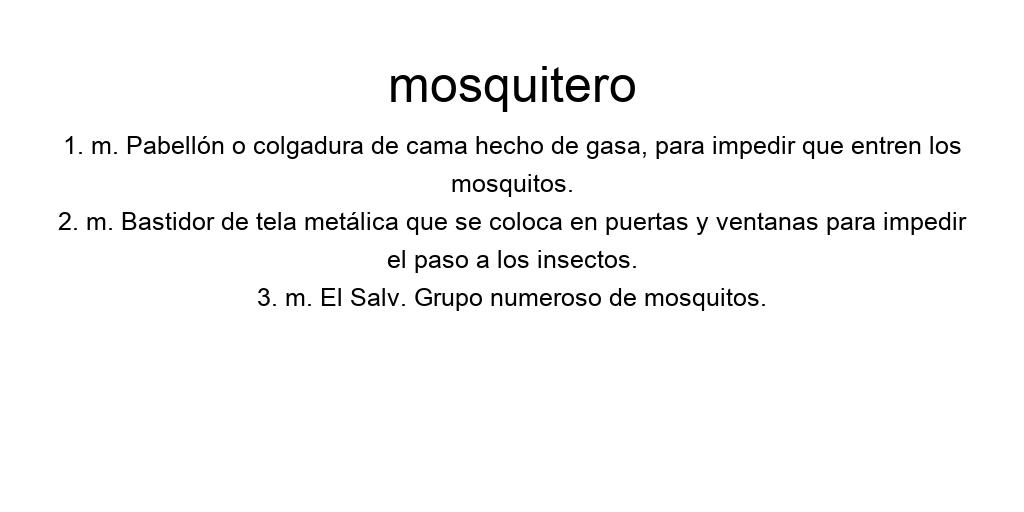 mosquitero
1. m. Pabellón o colgadura de cama hecho de gasa, para impedir que entren los
mosquitos.
2. m. Bastidor de tela metálica que se coloca en puertas y ventanas para impedir
el paso a los insectos.
3. m. El Salv. Grupo numeroso de mosquitos.